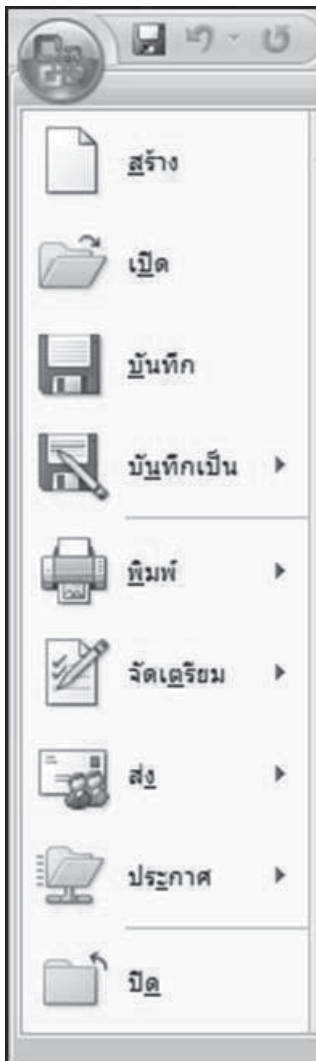 สร้าง
เปิด
บันทึก
บันทึกเป็น
พิมพ์
จัดเตรียม
ส่ง
ประกาศ
ปิด